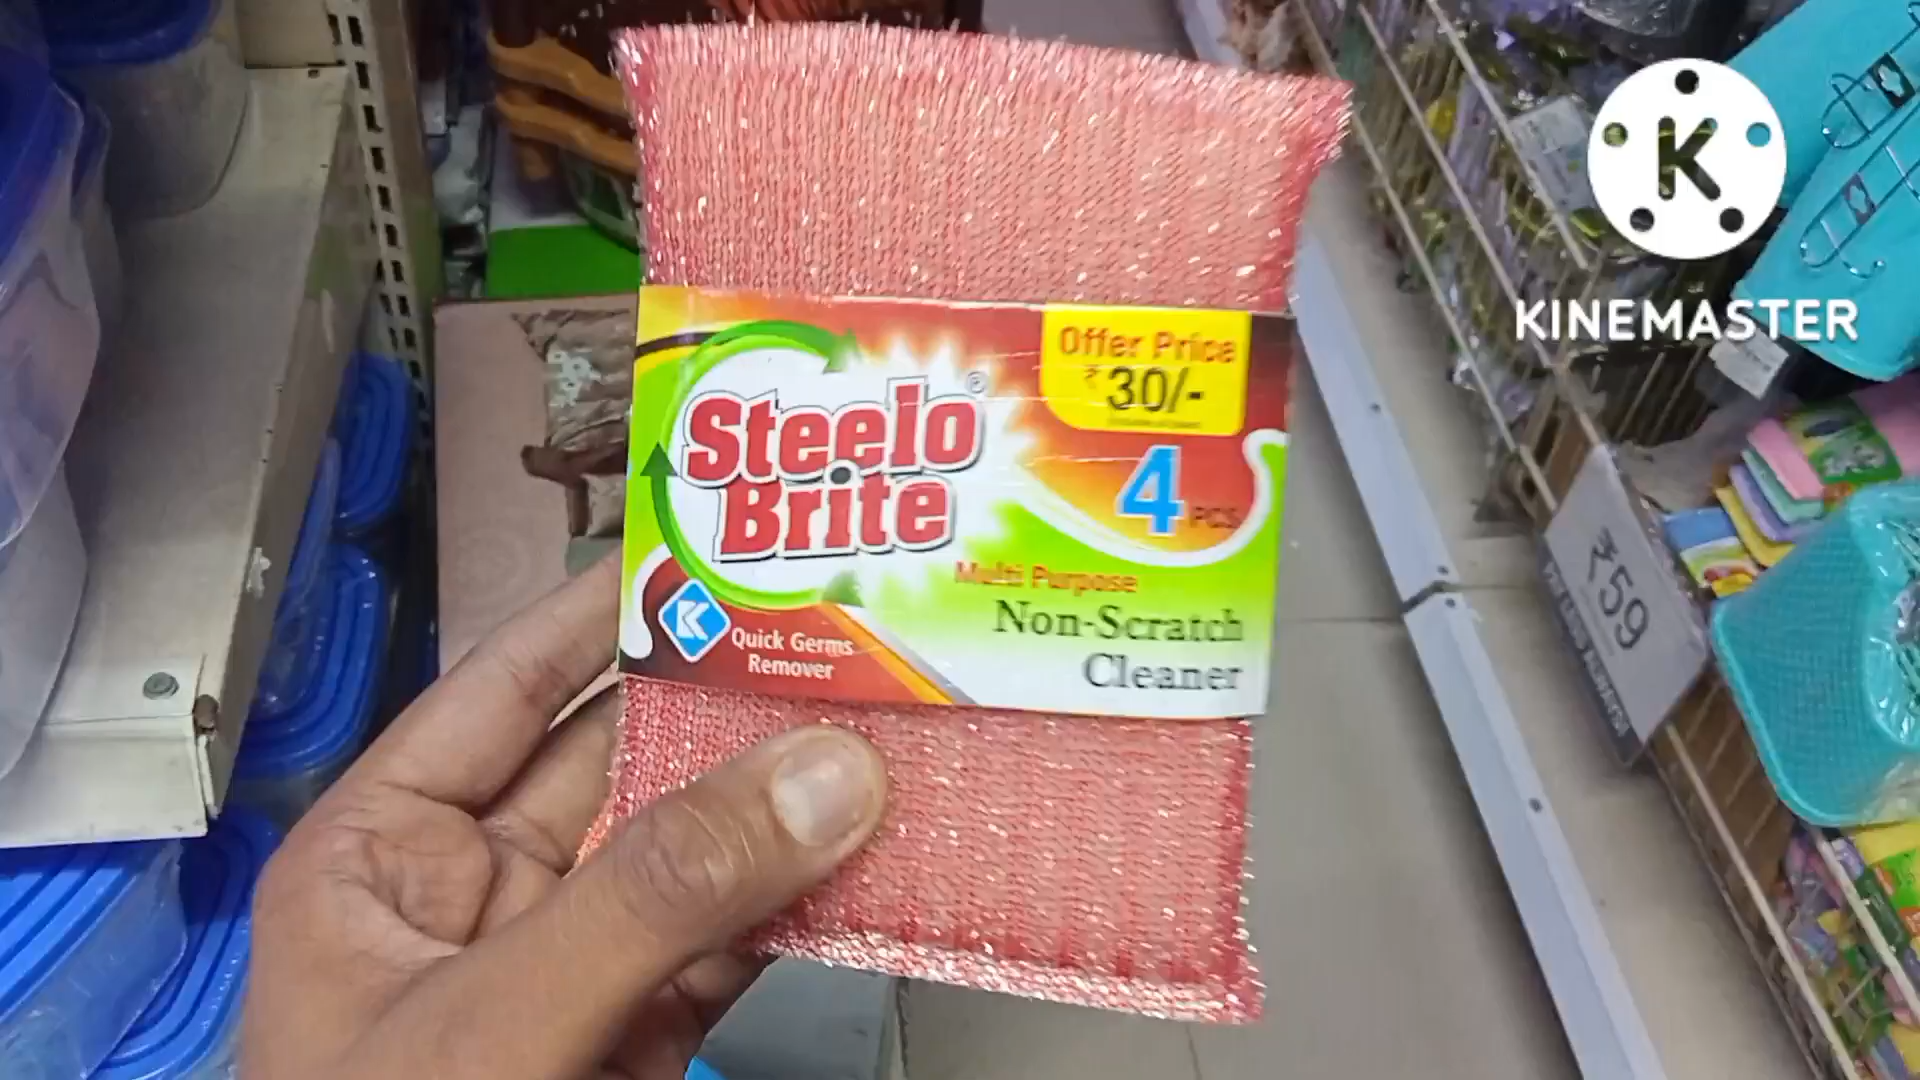 Steelo
Brite
®
Offer Price
₹30/-
4 PCS
Multi Purpose
Non-Scratch
Cleaner
K
Quick Germs
Remover
K
KINEMASTER
₹59